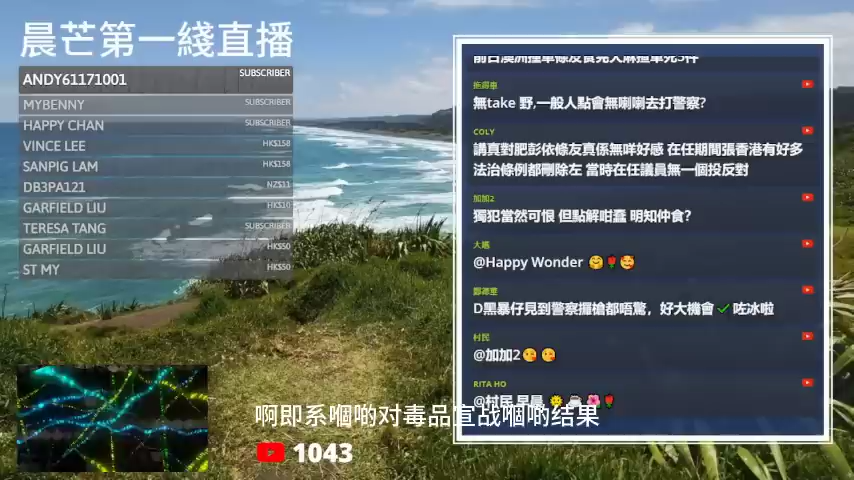 晨芒第一綫直播
ANDY61171001 SUBSCRIBER
MYBENNY SUBSCRIBER
HAPPY CHAN SUBSCRIBER
VINCE LEE HK$158
SANPIG LAM HK$158
DB3PA121 NZ$11
GARFIELD LIU HK$10
TERESA TANG SUBSCRIBER
GARFIELD LIU HK$50
ST MY HK$50
無take 野,一般人點會無喇喇去打警察?
COLY
講真對肥彭依條友真係無咩好感 在任期間張香港有好多
法治條例都刪除左 當時在任議員無一個投反對
加加2
獨犯當然可恨 但點解咁蠢 明知仲食?
大嶋
@Happy Wonder 🤗🌹🥰
D黑暴仔見到警察攞槍都唔驚，好大機會✓咗冰啦
村民
@加加2😘😘
RITA HO
@村民 早晨
啊即系嗰啲对毒品宣战嗰啲结果
1043